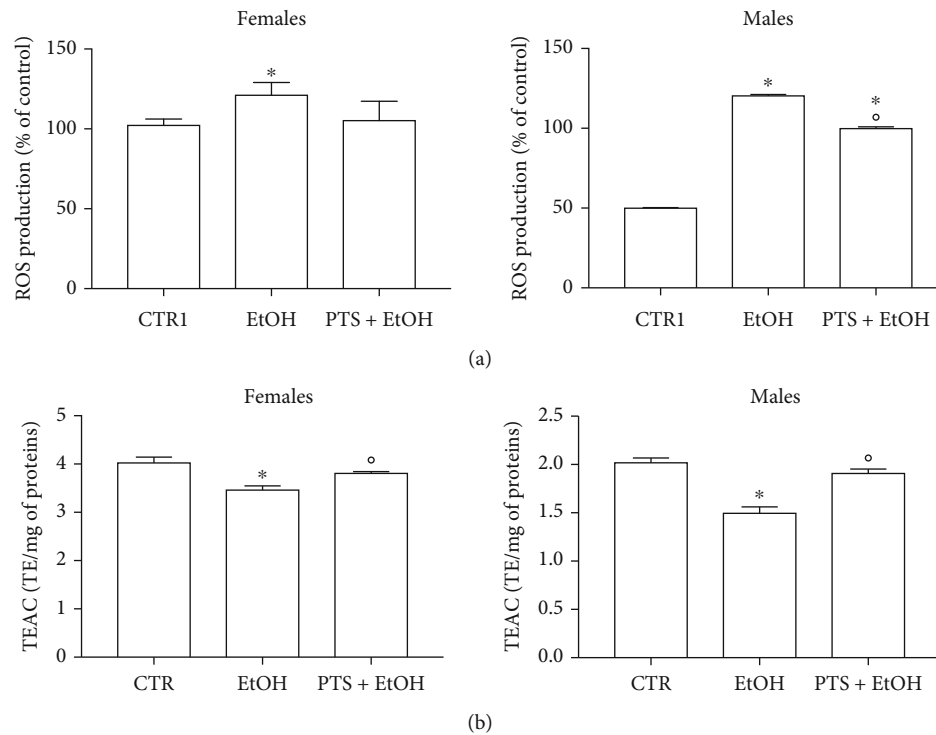 Females
ROS production (% of control)
150
100
50
0
*
CTR1 EtOH PTS + EtOH
Males
ROS production (% of control)
150
100
50
0
*
*
°
CTR1 EtOH PTS + EtOH
(a)
Females
TEAC (TE/mg of proteins)
5
4
3
2
1
0
*
°
CTR EtOH PTS + EtOH
Males
TEAC (TE/mg of proteins)
2.5
2.0
1.5
1.0
0.5
0.0
*
°
CTR EtOH PTS + EtOH
(b)